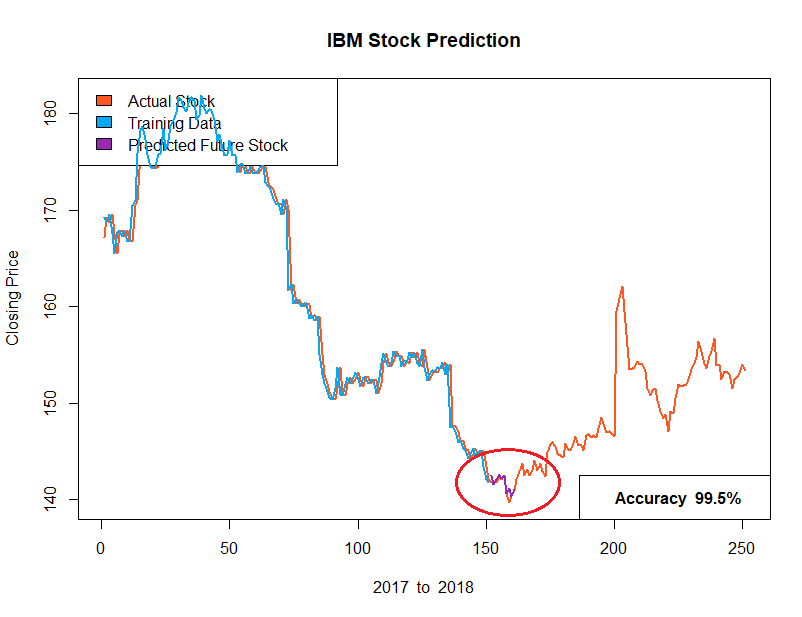 IBM Stock Prediction
Actual Stock
Training Data
Predicted Future Stock
Closing Price
180
170
160
150
140
Accuracy 99.5%
0 50 100 150 200 250
2017 to 2018